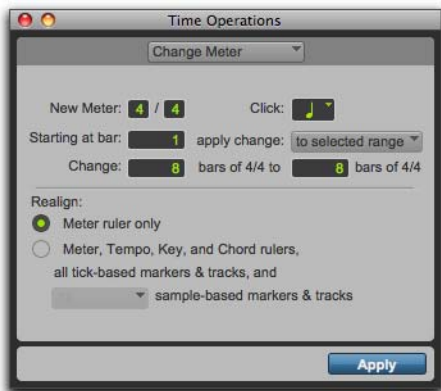 Time Operations
Change Meter
New Meter: 4 / 4 Click:
Starting at bar: 1 apply change: to selected range
Change: 8 bars of 4/4 to 8 bars of 4/4
Realign:
Meter ruler only
Meter, Tempo, Key, and Chord rulers,
all tick-based markers & tracks, and
sample-based markers & tracks
Apply